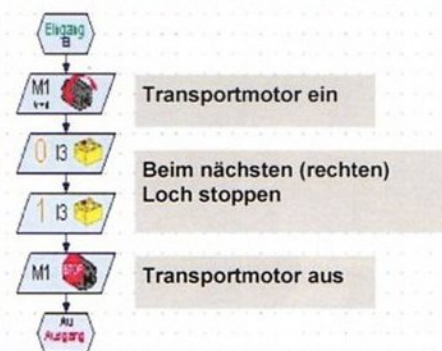 Eingang
B
M1
Transportmotor ein
0 I3
Beim nächsten (rechten)
Loch stoppen
1 I3
M1
STOP
Transportmotor aus
Au
Ausgang